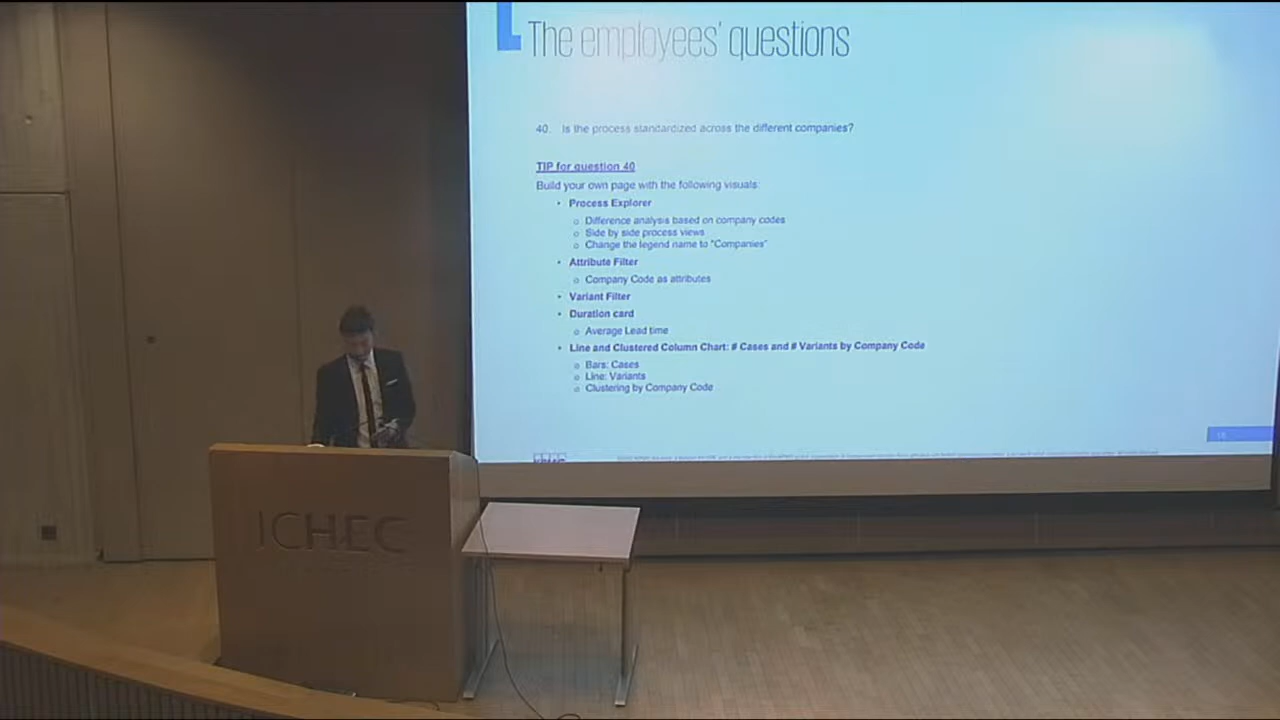 The employees' questions
40. Is the process standardized across the different companies?
TIP for question 40
Build your own page with the following visuals:
• Process Explorer
o Difference analysis based on company codes
o Side by side process views
o Change the legend name to "Companies"
• Attribute Filter
o Company Code as attributes
• Variant Filter
• Duration card
o Average Lead time
• Line and Clustered Column Chart: # Cases and # Variants by Company Code
o Bars: Cases
o Line: Variants
o Clustering by Company Code
KPMG
ICHEC